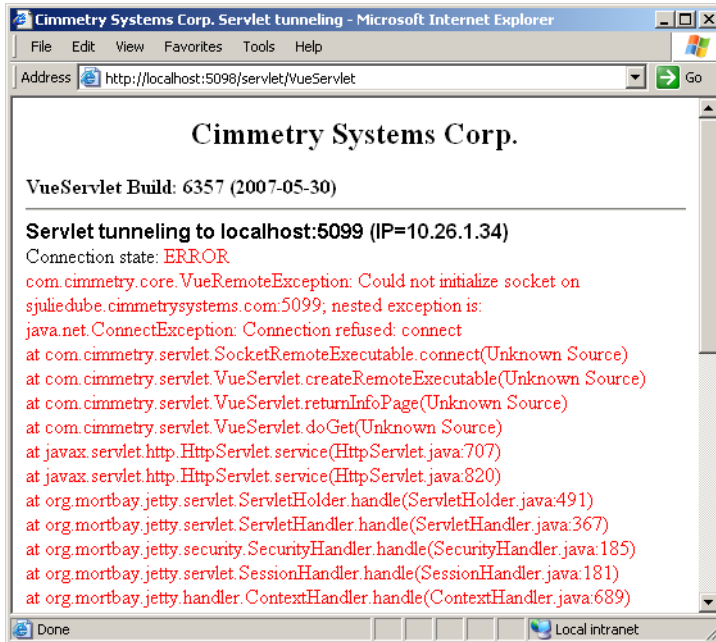 Cimmetry Systems Corp. Servlet tunneling - Microsoft Internet Explorer
File Edit View Favorites Tools Help
Address http://localhost:5098/servlet/VueServlet Go
Cimmetry Systems Corp.
VueServlet Build: 6357 (2007-05-30)
Servlet tunneling to localhost:5099 (IP=10.26.1.34)
Connection state: ERROR
com.cimmetry.core.VueRemoteException: Could not initialize socket on
sjuliedube.cimmetrysystems.com:5099; nested exception is:
java.net.ConnectException: Connection refused: connect
at com.cimmetry.servlet.SocketRemoteExecutable.connect(Unknown Source)
at com.cimmetry.servlet.VueServlet.createRemoteExecutable(Unknown Source)
at com.cimmetry.servlet.VueServlet.returnInfoPage(Unknown Source)
at com.cimmetry.servlet.VueServlet.doGet(Unknown Source)
at javax.servlet.http.HttpServlet.service(HttpServlet.java:707)
at javax.servlet.http.HttpServlet.service(HttpServlet.java:820)
at org.mortbay.jetty.servlet.ServletHolder.handle(ServletHolder.java:491)
at org.mortbay.jetty.servlet.ServletHandler.handle(ServletHandler.java:367)
at org.mortbay.jetty.security.SecurityHandler.handle(SecurityHandler.java:185)
at org.mortbay.jetty.servlet.SessionHandler.handle(SessionHandler.java:181)
at org.mortbay.jetty.handler.ContextHandler.handle(ContextHandler.java:689)
Done Local intranet